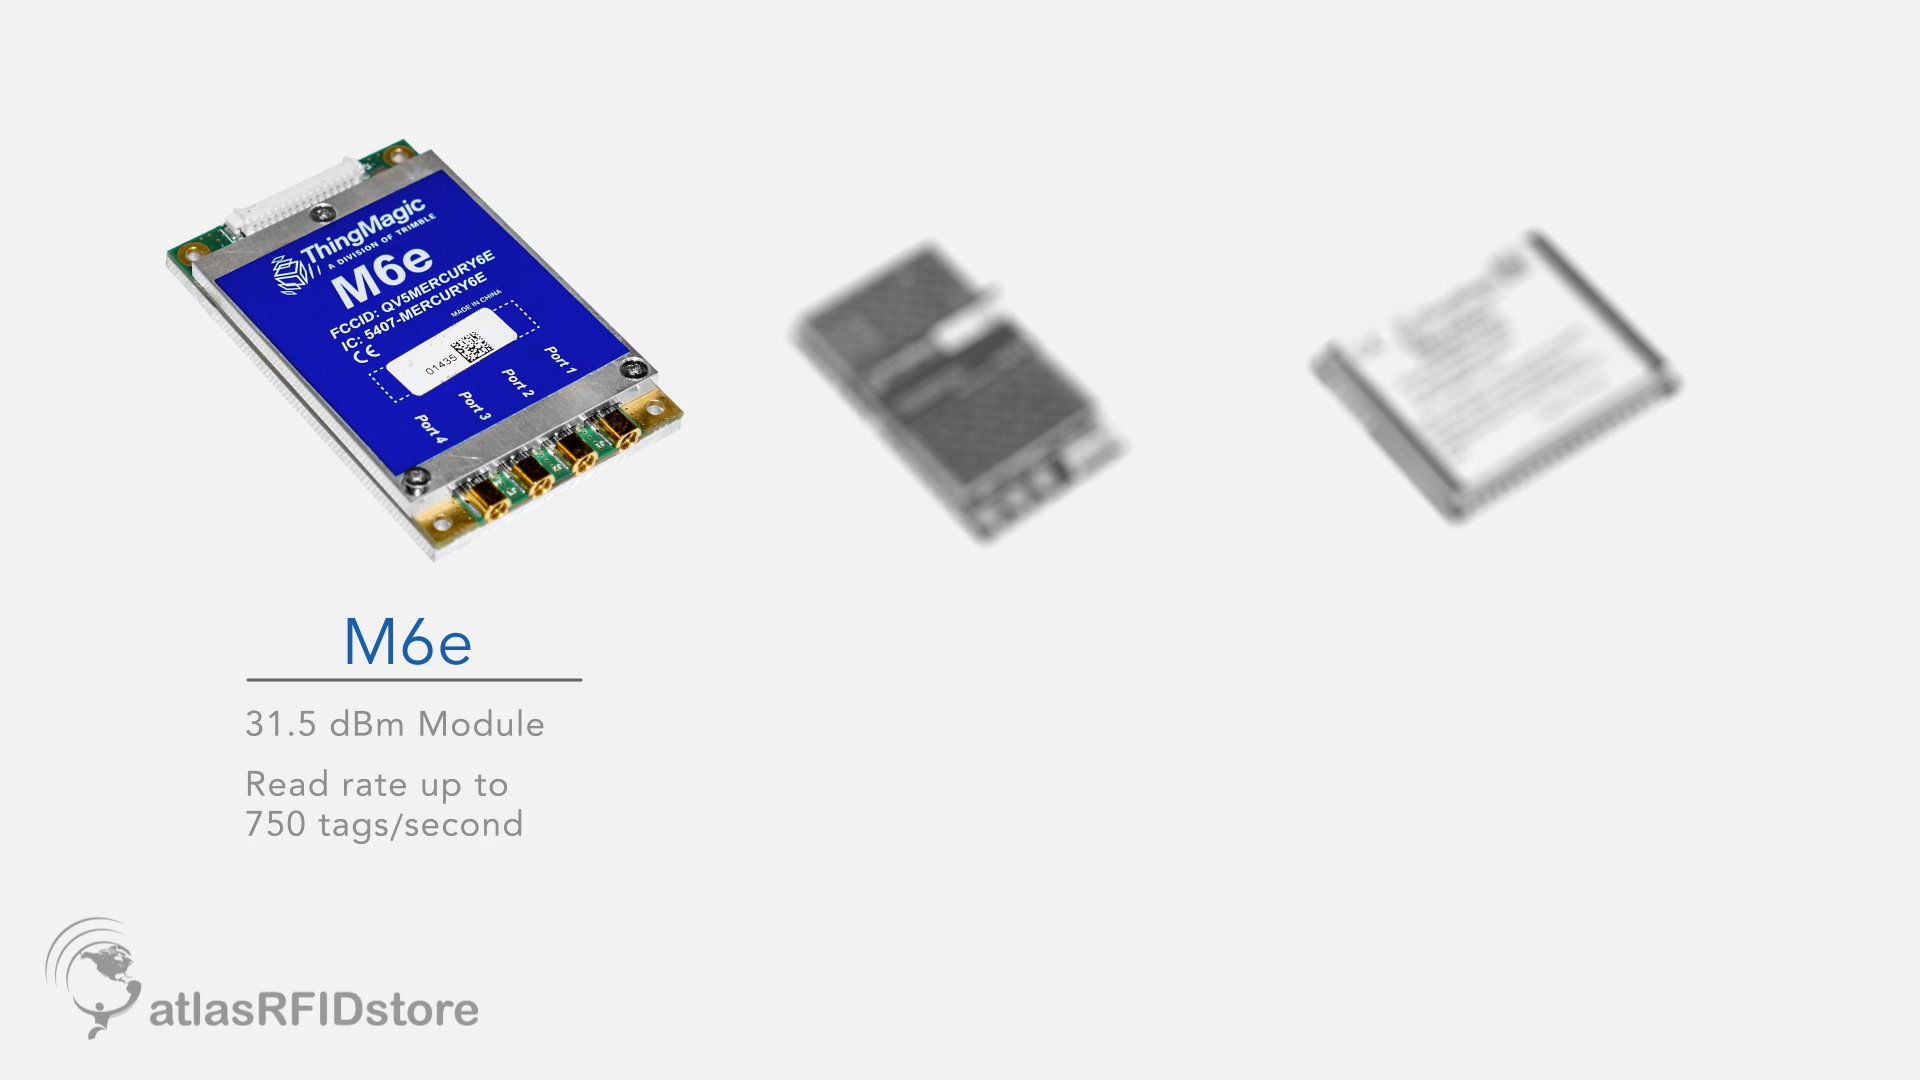 ThingMagic
A DIVISION OF TRIMBLE
M6e
FCCID: QV5MERCURY6E
IC: 5407-MERCURY6E
CE
MADE IN CHINA
01435
Port 1
Port 2
Port 3
Port 4
M6e
31.5 dBm Module
Read rate up to
750 tags/second
atlasRFIDstore